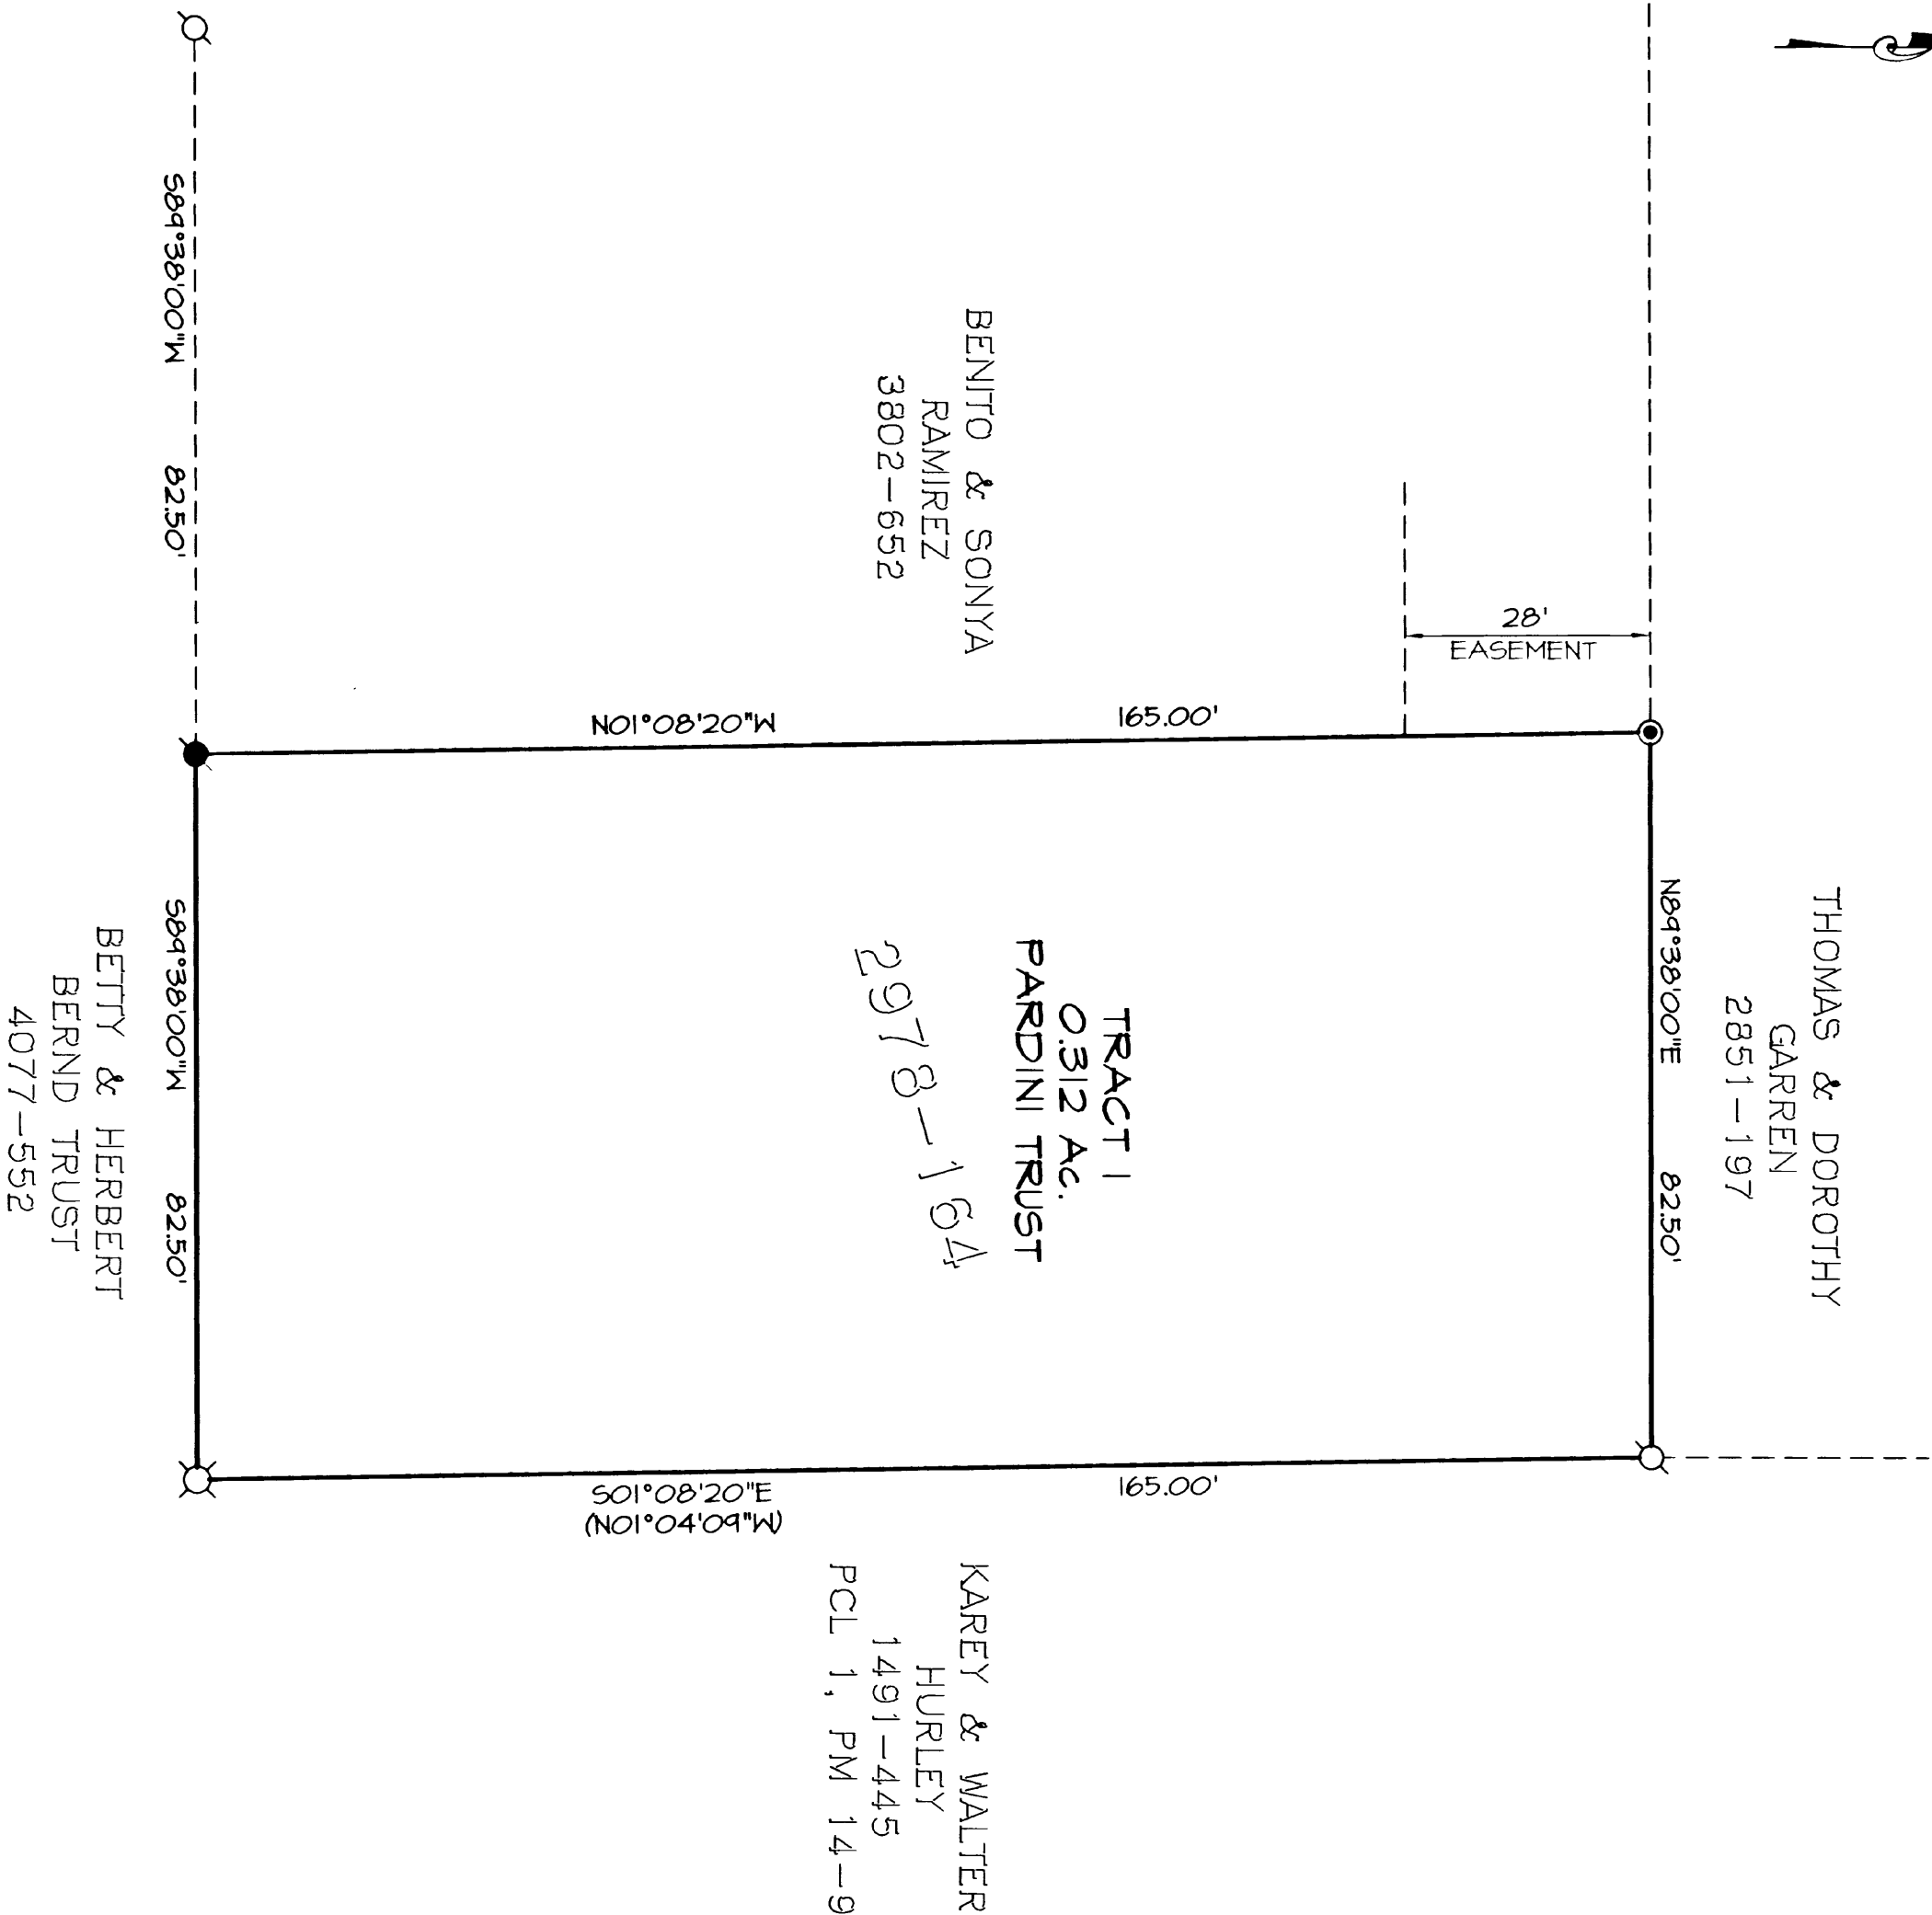 THOMAS & DOROTHY
GARREN
2851-197
N89°38'00"E 82.50'
28'
EASEMENT
BENITO & SONYA
RAMIREZ
3802-652
N01°08'20"W 165.00'
TRACT 1
0.312 AC.
PARDINI TRUST
2978-164
S01°08'20"E 165.00'
(N01°04'09"W)
KAREY & WALTER
HURLEY
1491-445
PCL 1, PM 14-9
S89°38'00"W 82.50'
S89°38'00"W 82.50'
BETTY & HERBERT
BERND TRUST
4077-552